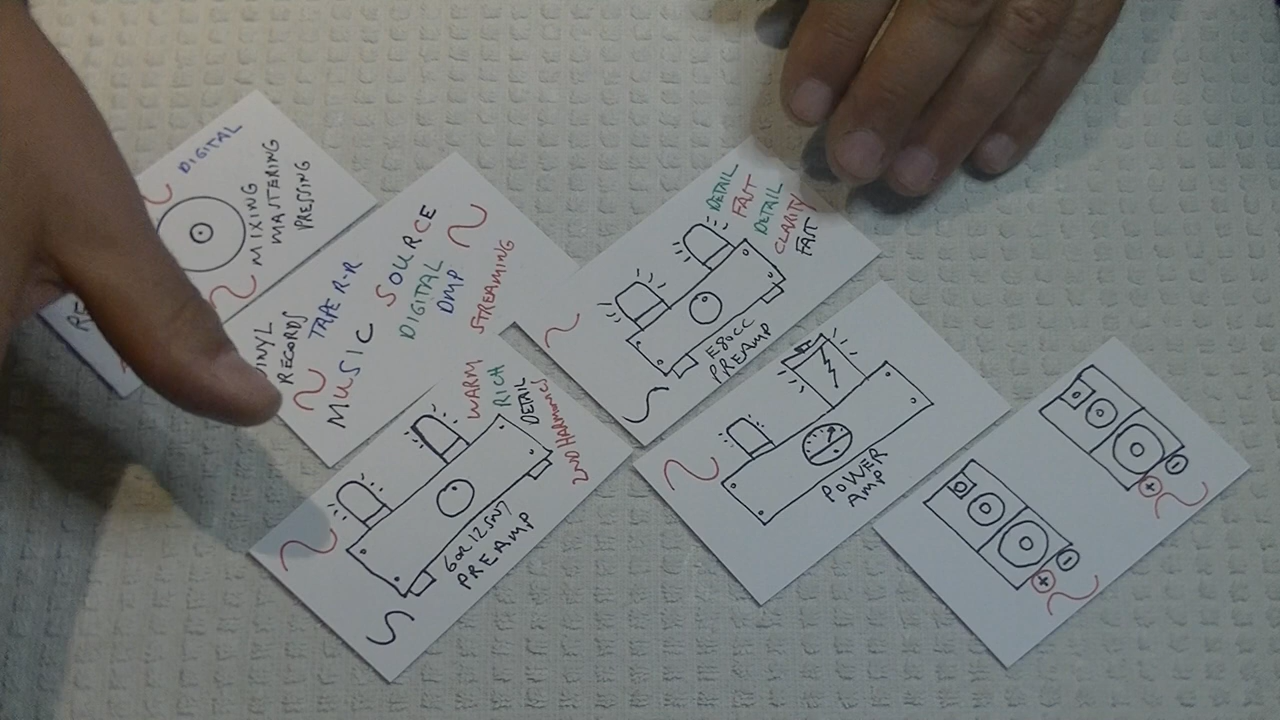 DIGITAL
MIXING
MASTERING
PRESSING
RE
VINYL
RECORDS
TAPE R-R
MUSIC SOURCE
DIGITAL
DMP
STREAMING
DETAIL
FAST
DETAIL
CLARITY
FAST
E80CC
PREAMP
WARM
RICH
DETAIL
2ND HARMONICS
6 OR 12SN7
PREAMP
POWER
AMP
- +
- +